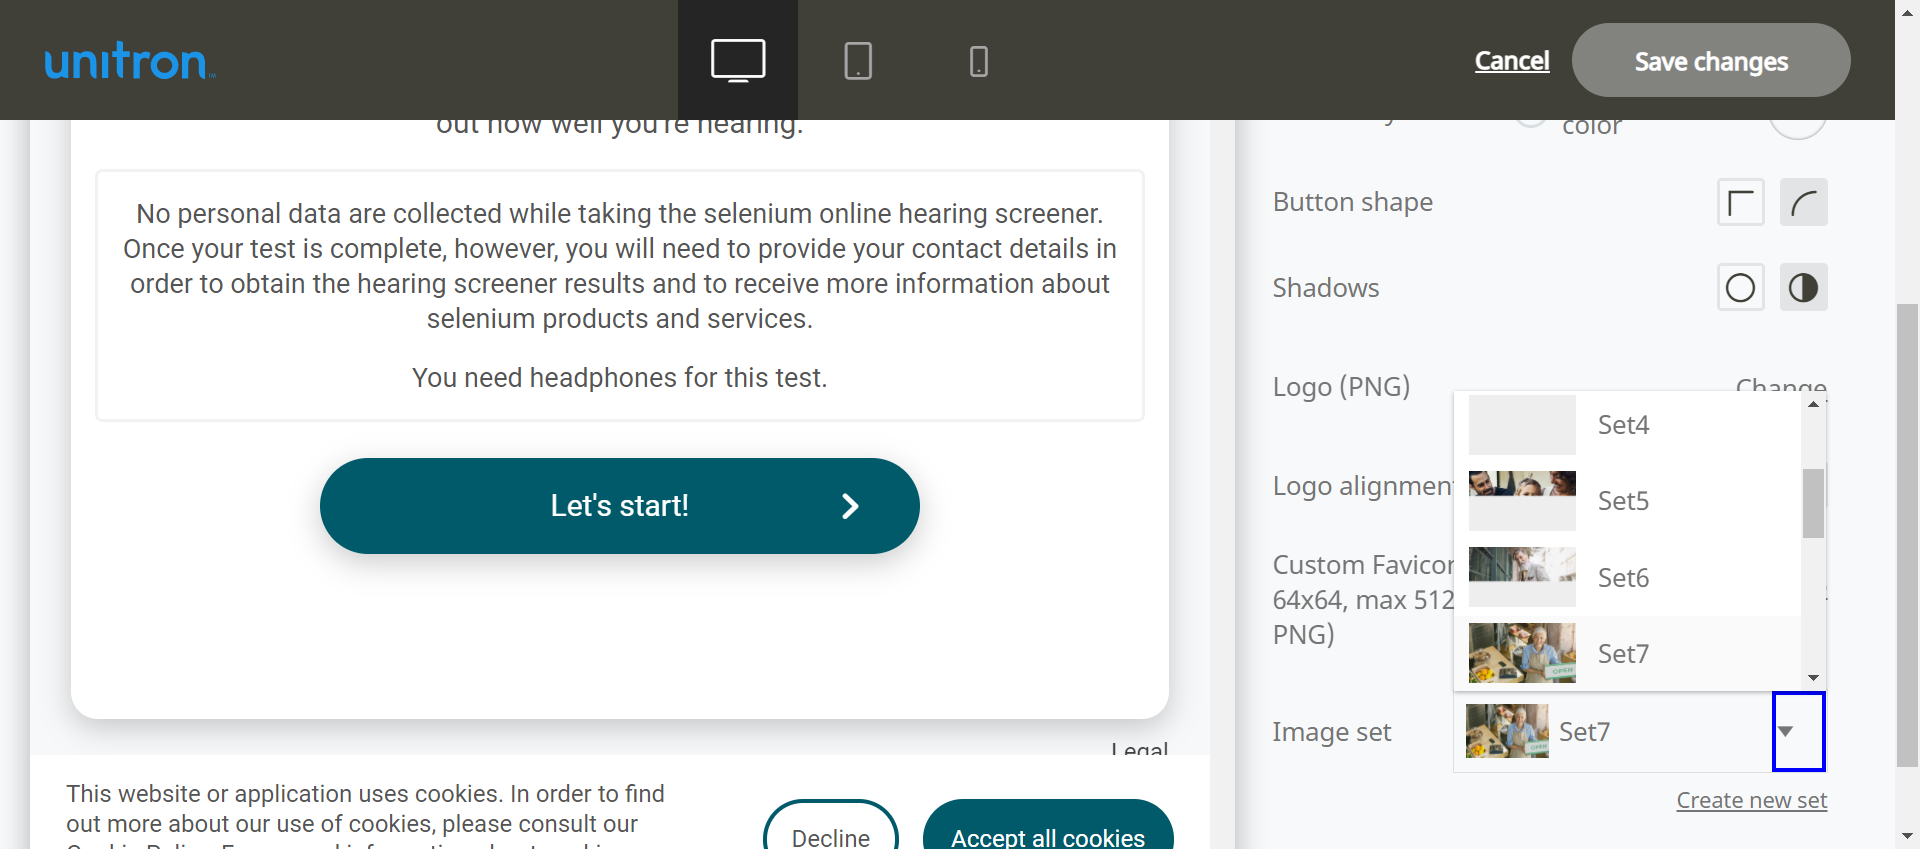 unitron
Cancel
Save changes
out how well you're hearing.
color
No personal data are collected while taking the selenium online hearing screener.
Once your test is complete, however, you will need to provide your contact details in
order to obtain the hearing screener results and to receive more information about
selenium products and services.
You need headphones for this test.
Let's start!
Legal
This website or application uses cookies. In order to find
out more about our use of cookies, please consult our
Decline
Accept all cookies
Button shape
Shadows
Logo (PNG)
Change
Logo alignment
Custom Favicon
64x64, max 512
PNG)
Set4
Set5
Set6
OPEN
Set7
Image set
OPEN
Set7
Create new set